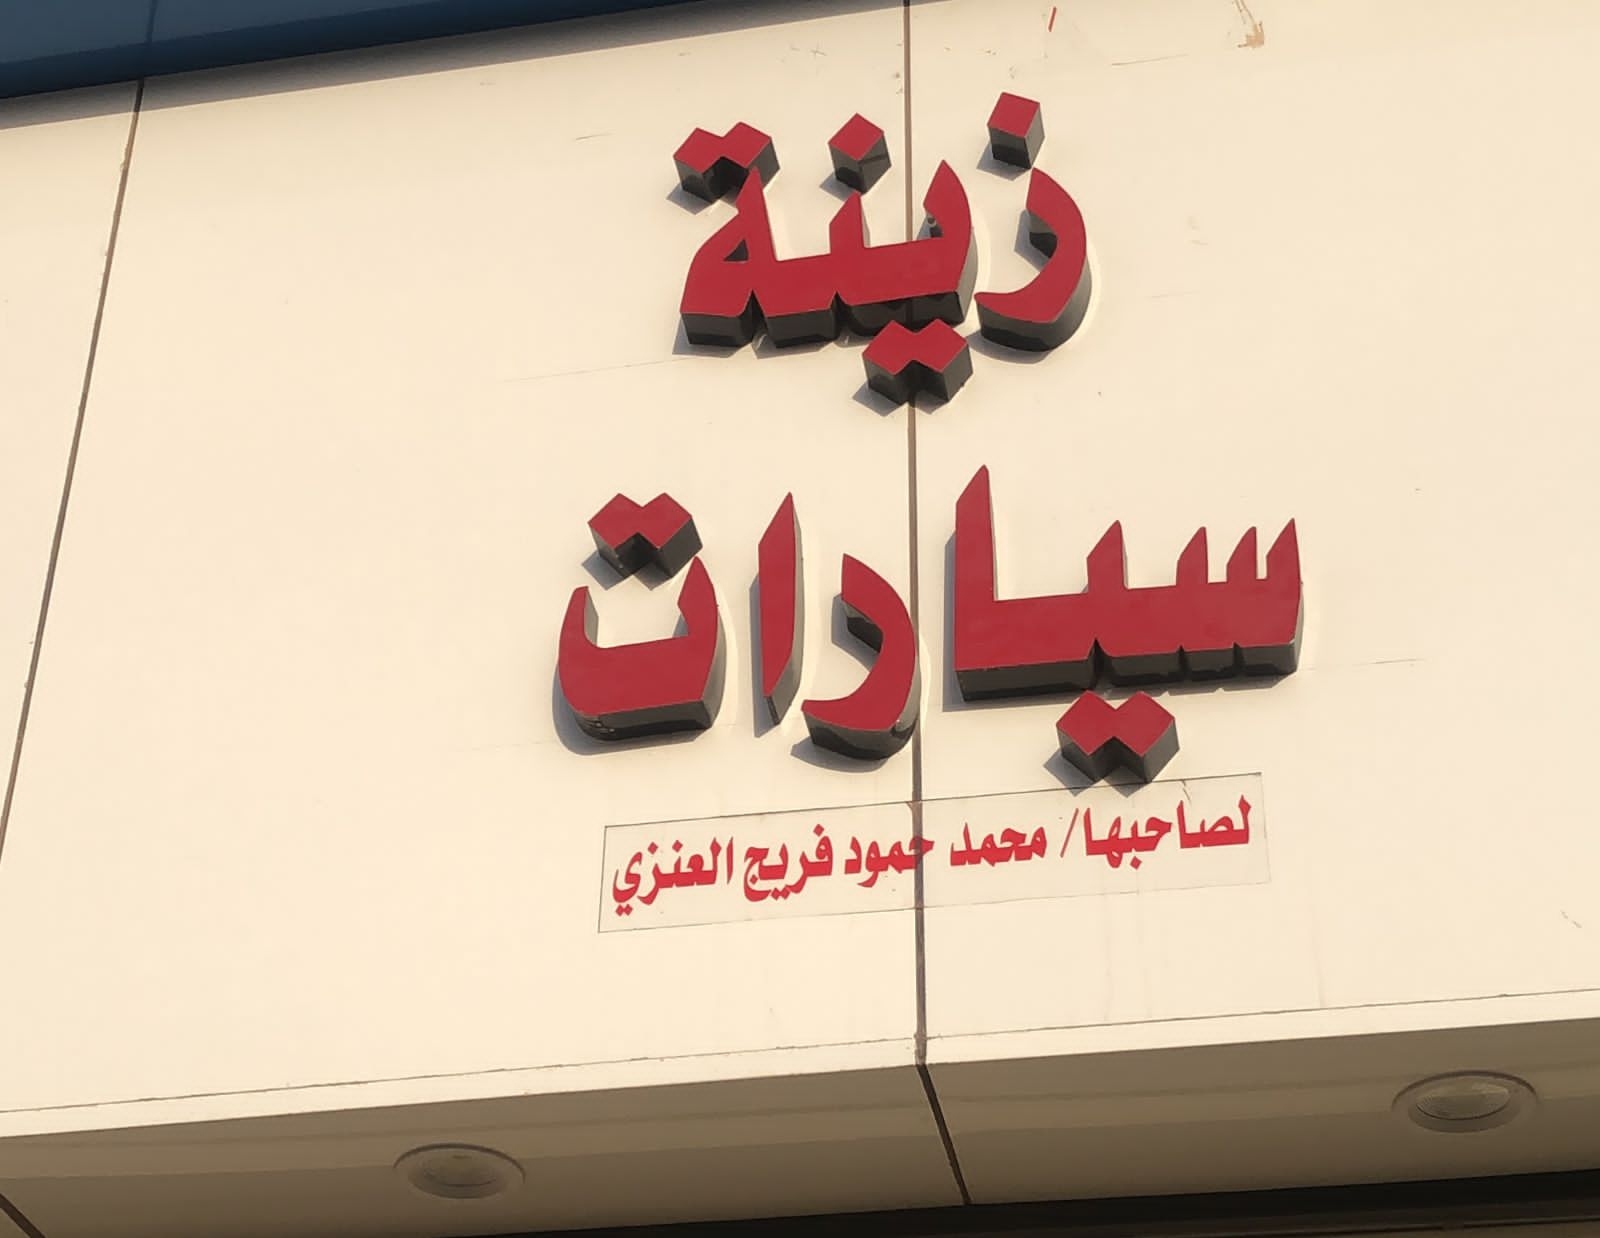 زينة
سيارات
لصاحبها/ محمد حمود فريج العنزي